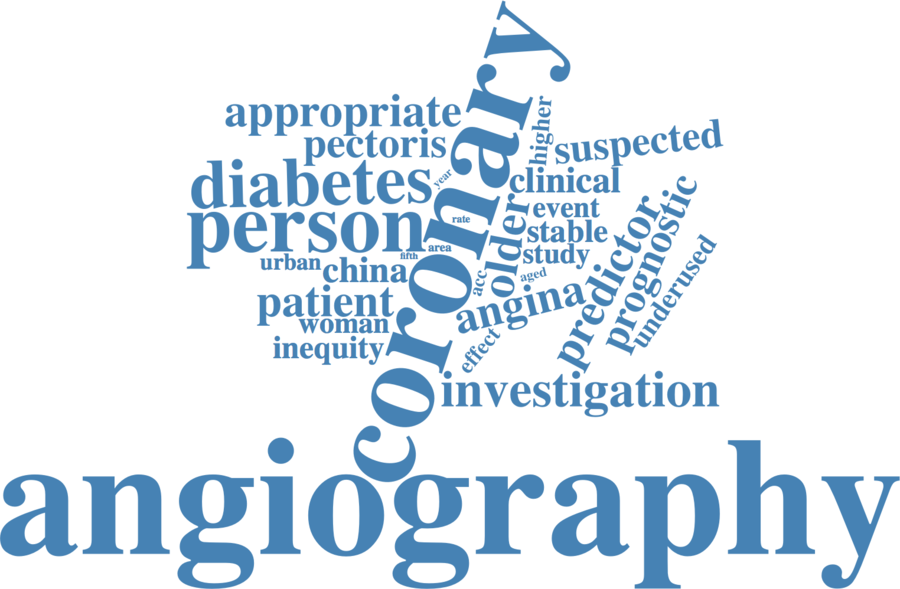 coronary
appropriate
higher
pectoris
suspected
diabetes
year
clinical
person
rate
older
event
area
stable
fifth
study
urban
china
acc
aged
predictor
prognostic
underused
patient
angina
woman
inequity
effect
investigation
angiography